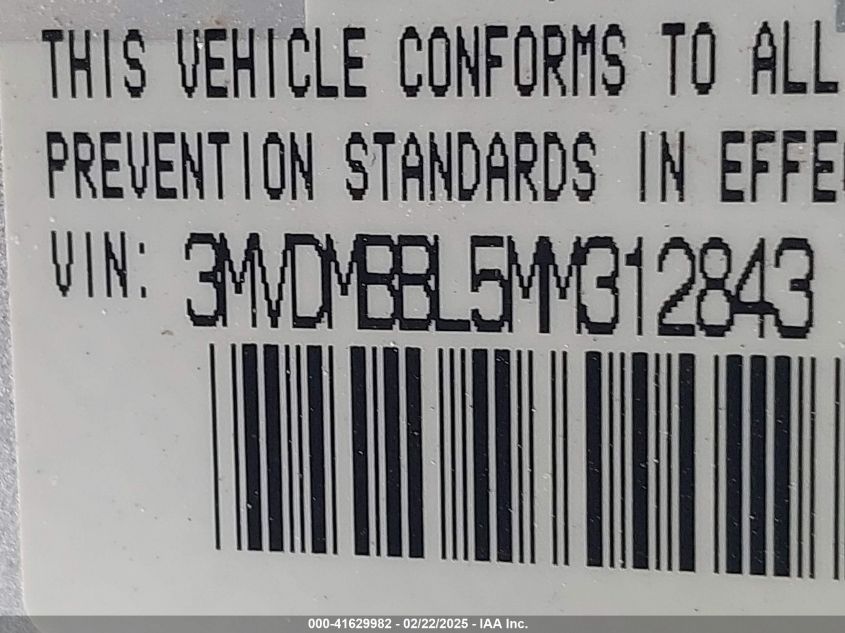 THIS VEHICLE CONFORMS TO ALL
PREVENTION STANDARDS IN EFFE
VIN: 3MVDMBBL5MM312843
000-41629982 - 02/22/2025 - IAA Inc.